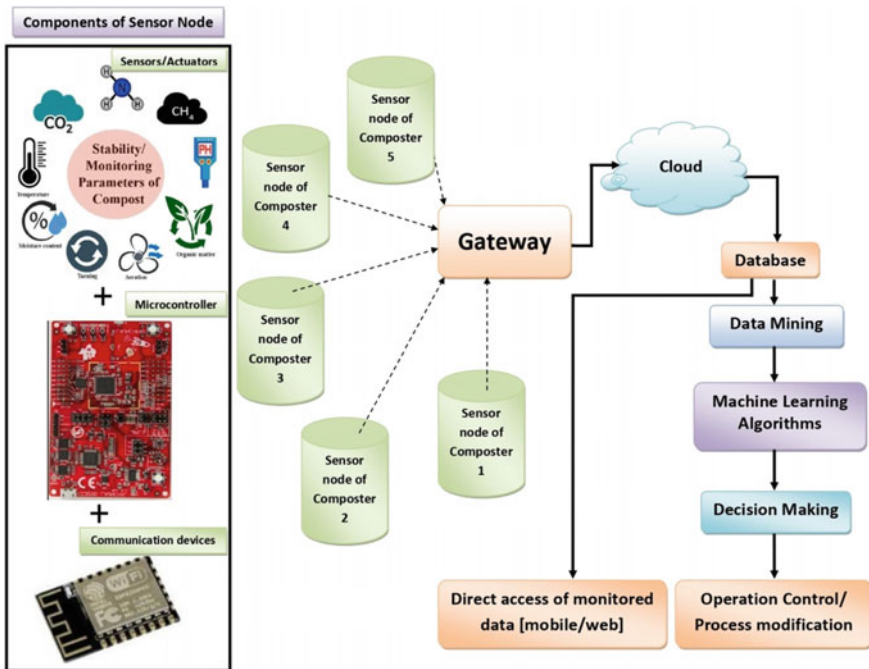 Components of Sensor Node
Sensors/Actuators
H
N
H
H
CO2
CH4
Stability/
Monitoring
Parameters of
Compost
PH
Temperature
%
Moisture content
Turning
Aeration
Organic matter
+
Microcontroller
CE
+
Communication devices
WiFi
FC
Sensor
node of
Composter
5
Sensor
node of
Composter
4
Sensor
node of
Composter
3
Sensor
node of
Composter
2
Sensor
node of
Composter
1
Gateway
Cloud
Database
Data Mining
Machine Learning
Algorithms
Decision Making
Direct access of monitored
data [mobile/web]
Operation Control/
Process modification